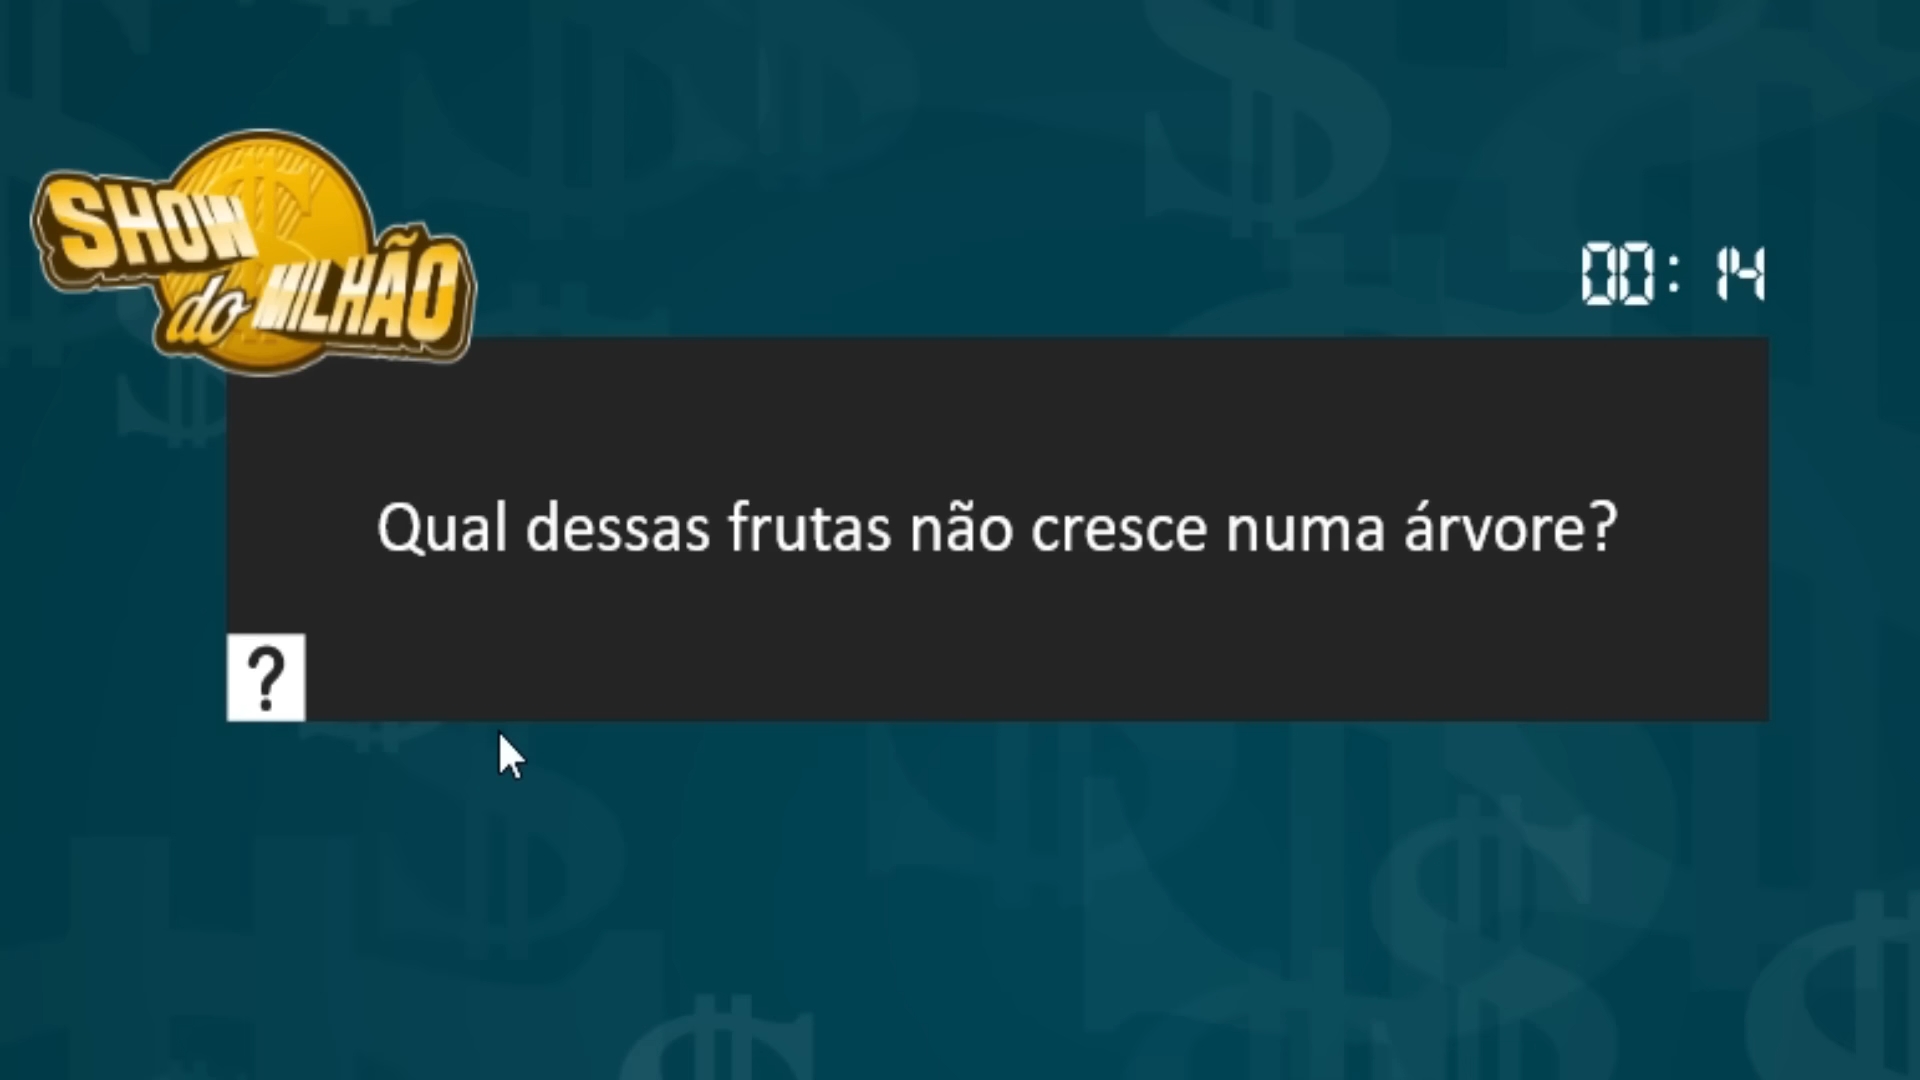 SHOW
do MILHÃO
00: 14
Qual dessas frutas não cresce numa árvore?
?